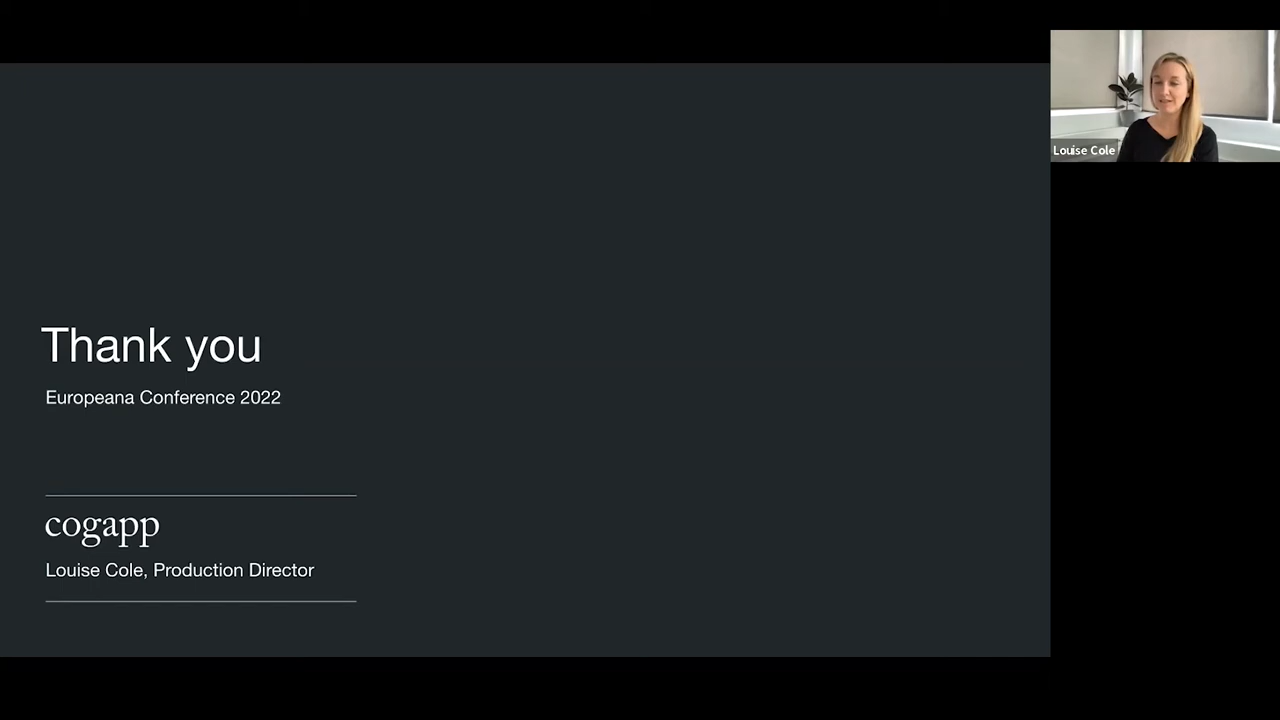 Louise Cole
Thank you
Europeana Conference 2022
cogapp
Louise Cole, Production Director